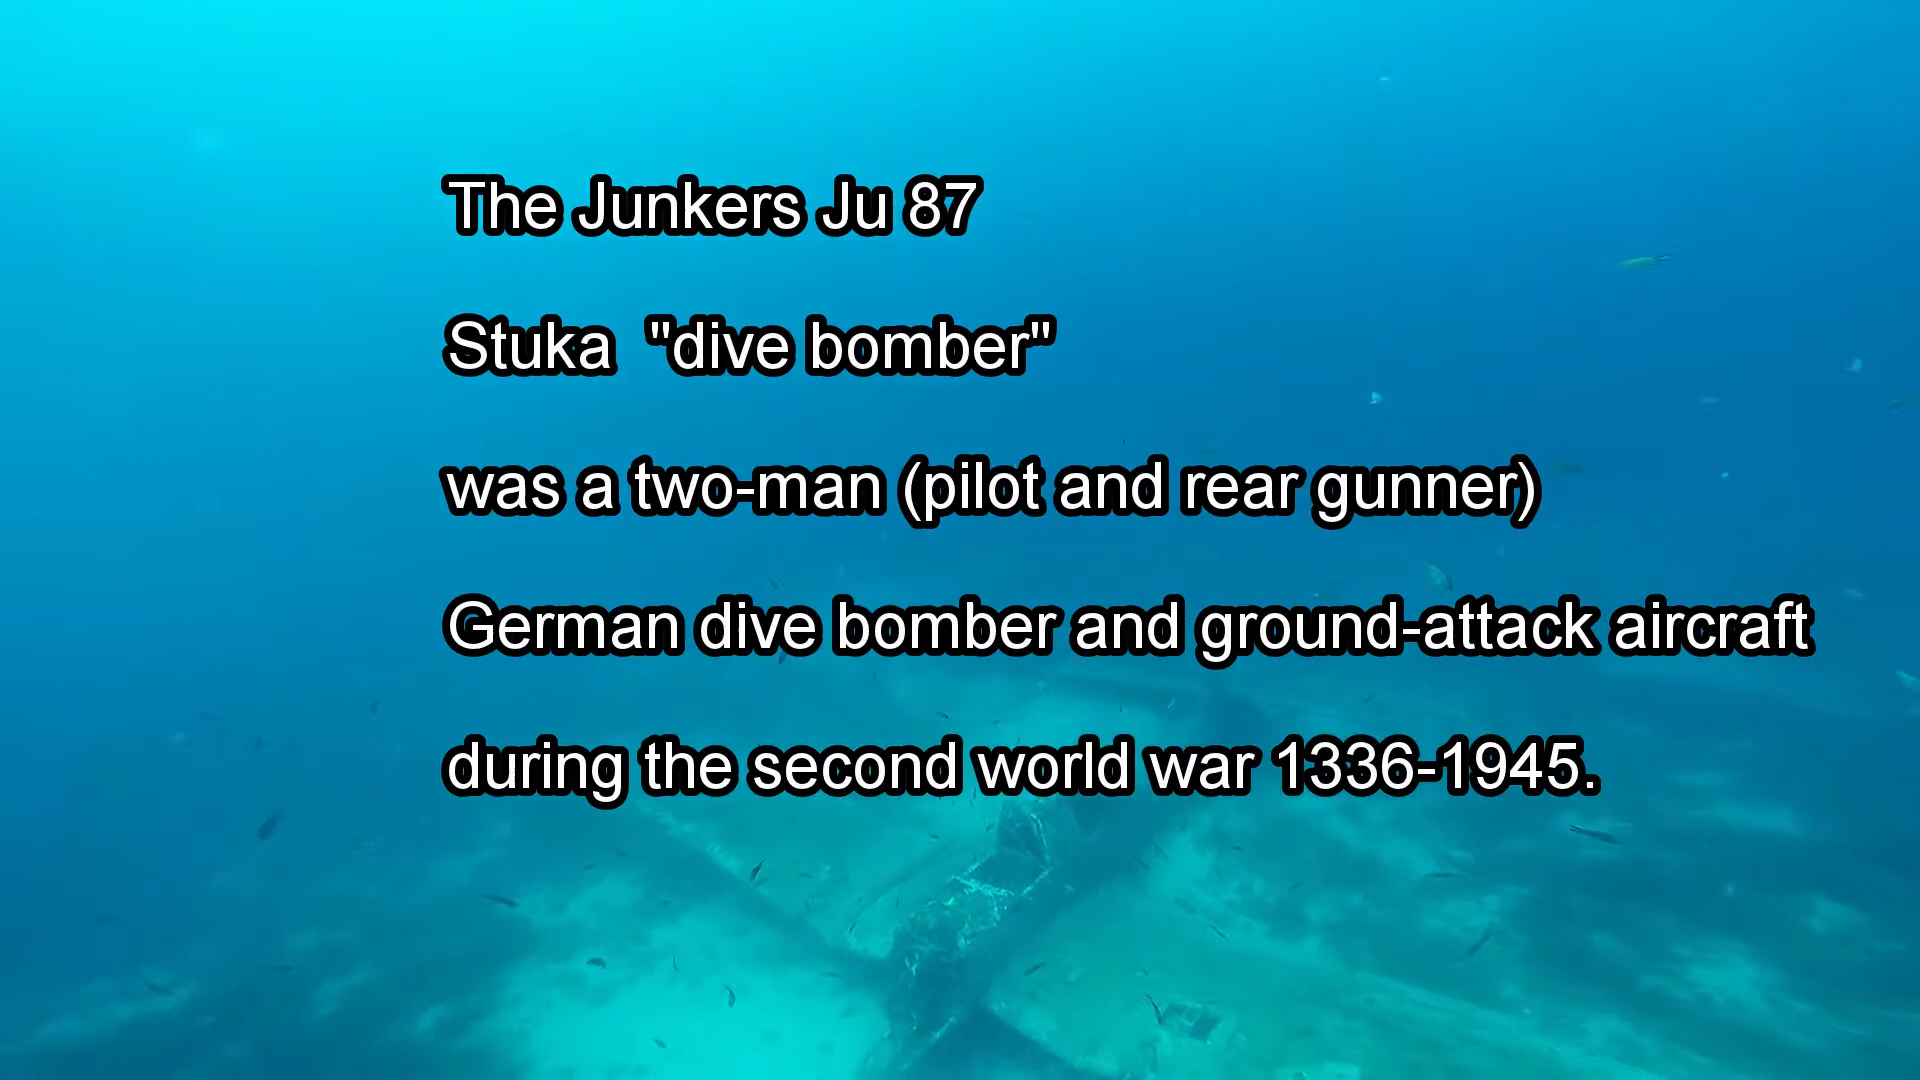 The Junkers Ju 87
Stuka  "dive bomber"
was a two-man (pilot and rear gunner)
German dive bomber and ground-attack aircraft
during the second world war 1336-1945.